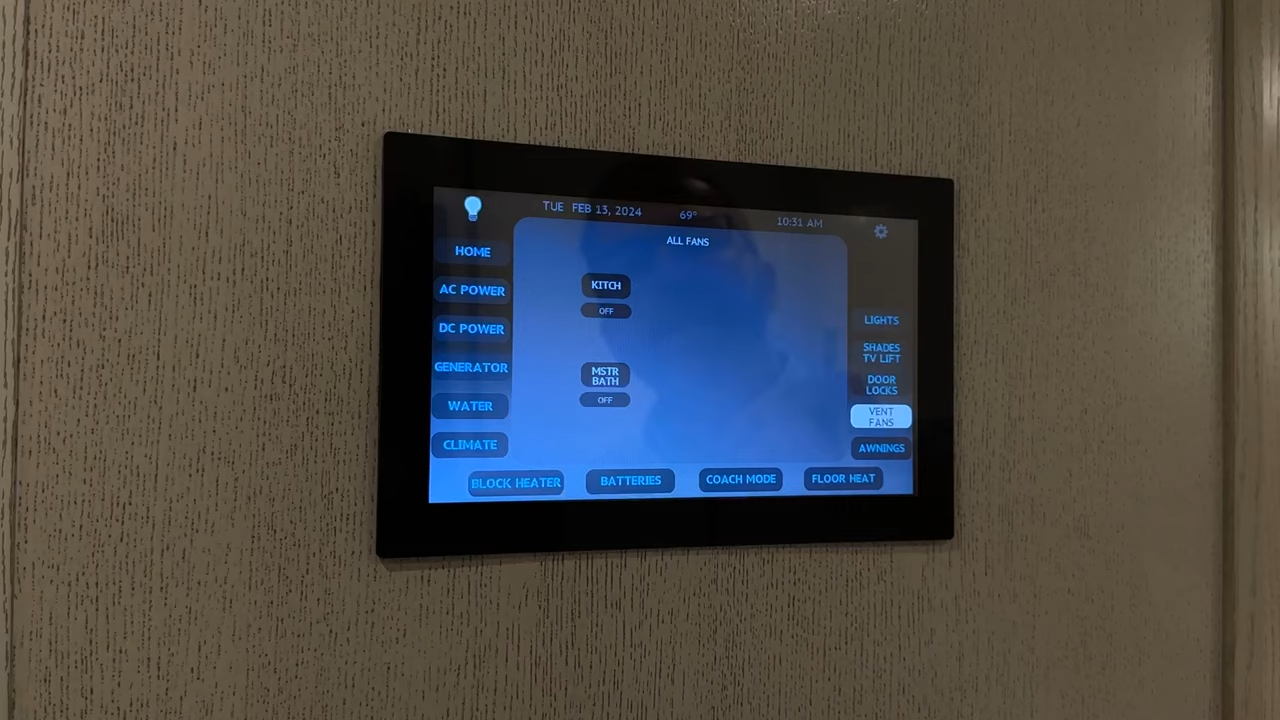 TUE FEB 13, 2024 69° 10:31 AM
ALL FANS
HOME
AC POWER
DC POWER
GENERATOR
WATER
CLIMATE
KITCH
OFF
MSTR
BATH
OFF
LIGHTS
SHADES
TV LIFT
DOOR
LOCKS
VENT
FANS
AWNINGS
BLOCK HEATER
BATTERIES
COACH MODE
FLOOR HEAT